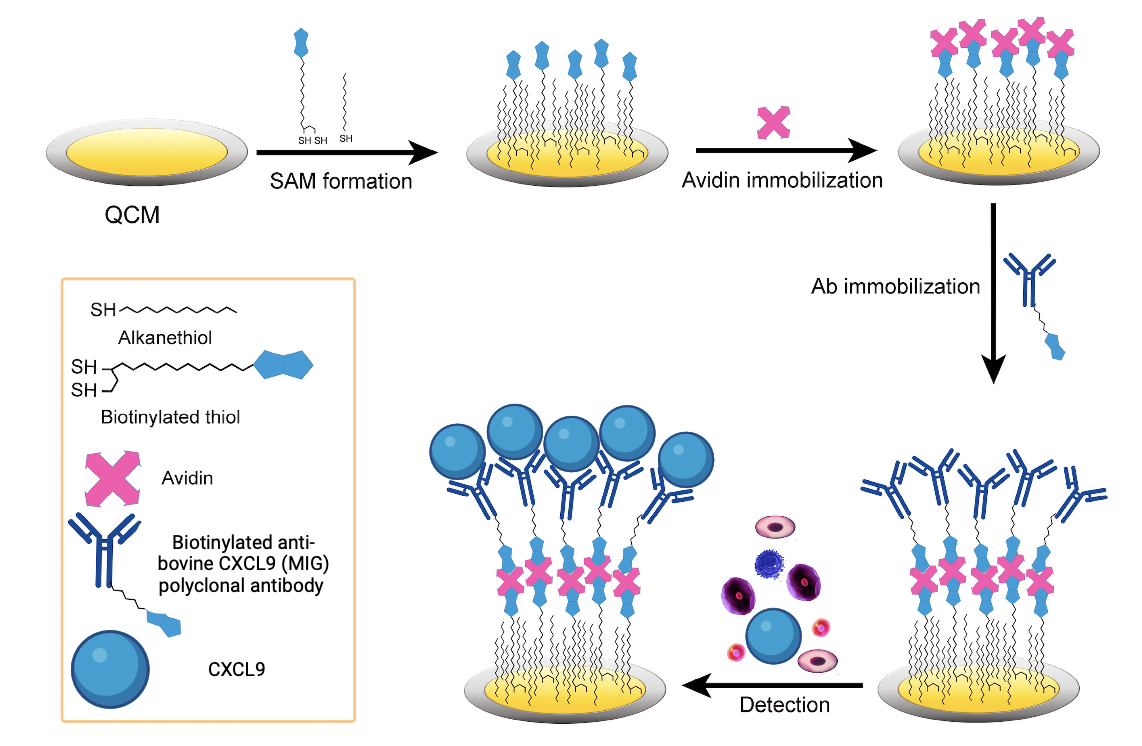 SH SH
SH
SAM formation
QCM
Avidin immobilization
Ab immobilization
SH
Alkanethiol
SH
SH
Biotinylated thiol
Avidin
Biotinylated anti-
bovine CXCL9 (MIG)
polyclonal antibody
CXCL9
Detection